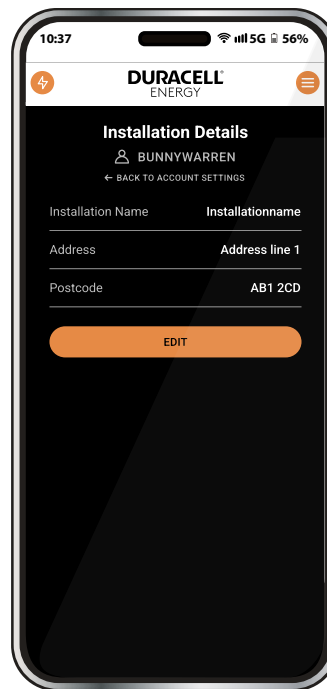 10:37 5G 56%
DURACELL
ENERGY
Installation Details
BUNNYWARREN
← BACK TO ACCOUNT SETTINGS
Installation Name Installationname
Address Address line 1
Postcode AB1 2CD
EDIT